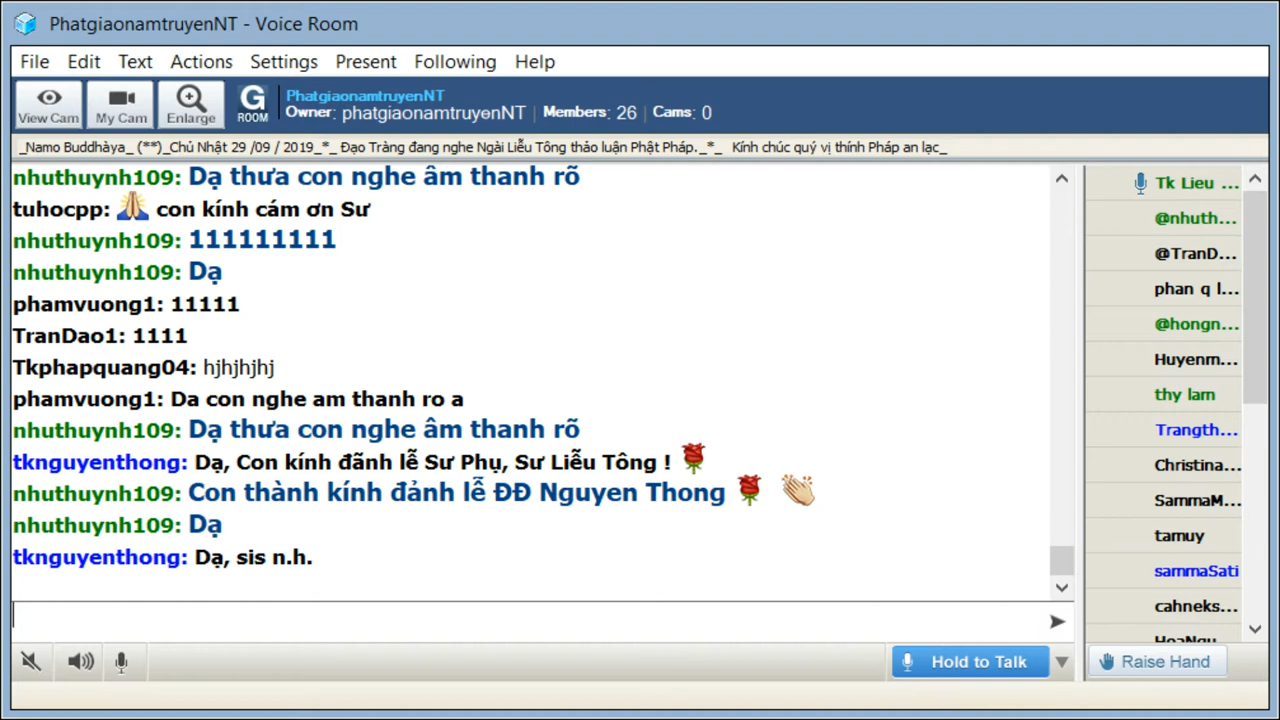 PhatgiaonamtruyenNT - Voice Room
File Edit Text Actions Settings Present Following Help
View Cam My Cam Enlarge G ROOM PhatgiaonamtruyenNT
Owner: phatgiaonamtruyenNT | Members: 26 | Cams: 0
_Namo Buddhàya_ (**)_Chủ Nhật 29 /09 / 2019_*_ Đạo Tràng đang nghe Ngài Liễu Tông thảo luận Phật Pháp._*_ Kính chúc quý vị thính Pháp an lạc_
nhuthuynh109: Dạ thưa con nghe âm thanh rõ
tuhocpp: 🙏 con kính cám ơn Sư
nhuthuynh109: 111111111
nhuthuynh109: Dạ
phamvuong1: 11111
TranDao1: 1111
Tkphapquang04: hjhjhjhj
phamvuong1: Da con nghe am thanh ro a
nhuthuynh109: Dạ thưa con nghe âm thanh rõ
tknguyenthong: Dạ, Con kính đãnh lễ Sư Phụ, Sư Liễu Tông ! 🌹
nhuthuynh109: Con thành kính đảnh lễ ĐĐ Nguyen Thong 🌹 👏
nhuthuynh109: Dạ
tknguyenthong: Dạ, sis n.h.
Tk Lieu ...
@nhuth...
@TranD...
phan q l...
@hongn...
Huyenm...
thy lam
Trangth...
Christina...
SammaM...
tamuy
sammaSati
cahneks...
HoaNgu
Hold to Talk
Raise Hand